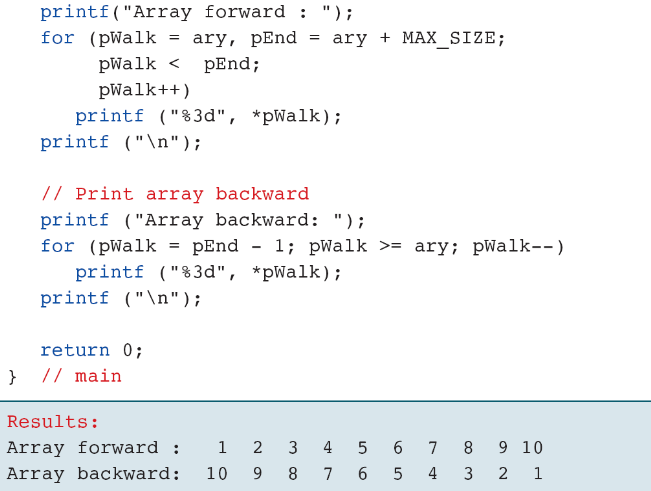 printf("Array forward : ");
for (pWalk = ary, pEnd = ary + MAX_SIZE;
pWalk < pEnd;
pWalk++)
printf ("%3d", *pWalk);
printf ("\n");
// Print array backward
printf ("Array backward: ");
for (pWalk = pEnd - 1; pWalk >= ary; pWalk--)
printf ("%3d", *pWalk);
printf ("\n");
return 0;
} // main
Results:
Array forward : 1 2 3 4 5 6 7 8 9 10
Array backward: 10 9 8 7 6 5 4 3 2 1